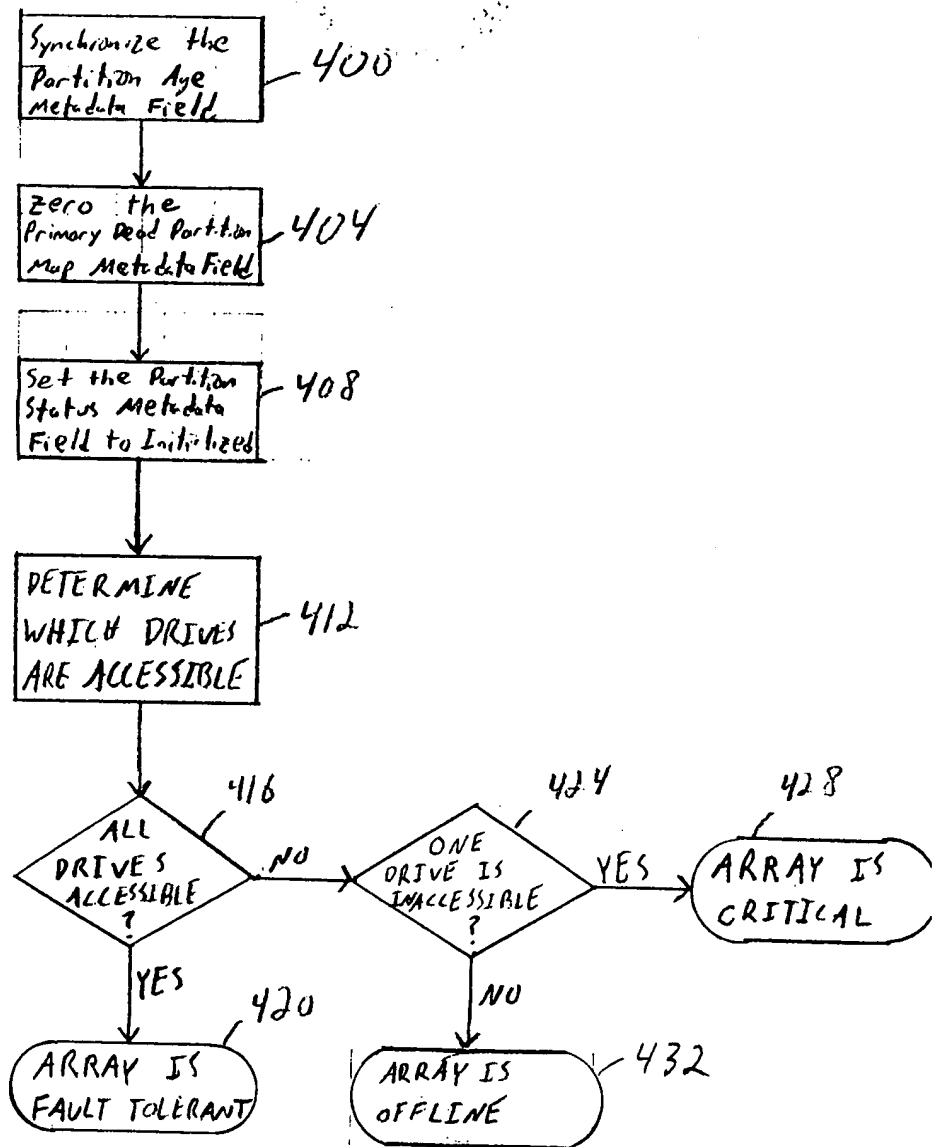 Synchronize the
Partition Age
Metadata Field
400
Zero the
Primary Dead Partition
Map Metadata Field
404
Set the Partition
Status Metadata
Field to Initilized
408
DETERMINE
WHICH DRIVES
ARE ACCESSIBLE
412
ALL
DRIVES
ACCESSIBLE
?
416
NO
YES
ONE
DRIVE IS
INACCESSIBLE
?
424
YES
NO
ARRAY IS
CRITICAL
428
ARRAY IS
FAULT TOLERANT
420
ARRAY IS
OFFLINE
432